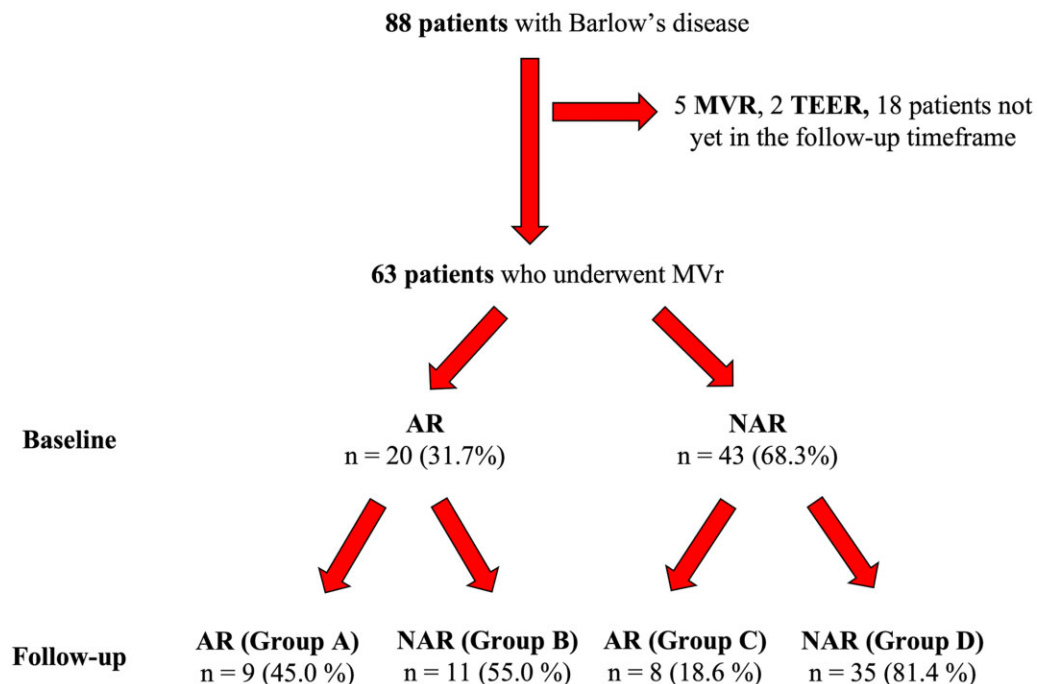 88 patients with Barlow's disease
5 MVR, 2 TEER, 18 patients not
yet in the follow-up timeframe
63 patients who underwent MVr
Baseline
AR
n = 20 (31.7%)
NAR
n = 43 (68.3%)
Follow-up
AR (Group A)
n = 9 (45.0 %)
NAR (Group B)
n = 11 (55.0 %)
AR (Group C)
n = 8 (18.6 %)
NAR (Group D)
n = 35 (81.4 %)